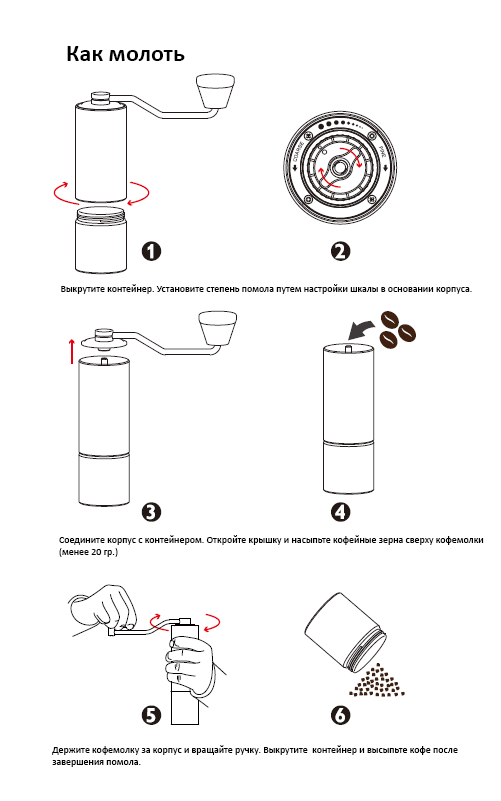 Как молоть
COARSE
FINE
1
2
Выкрутите контейнер. Установите степень помола путем настройки шкалы в основании корпуса.
3
4
Соедините корпус с контейнером. Откройте крышку и насыпьте кофейные зерна сверху кофемолки
(менее 20 гр.)
5
6
Держите кофемолку за корпус и вращайте ручку. Выкрутите  контейнер и высыпьте кофе после
завершения помола.